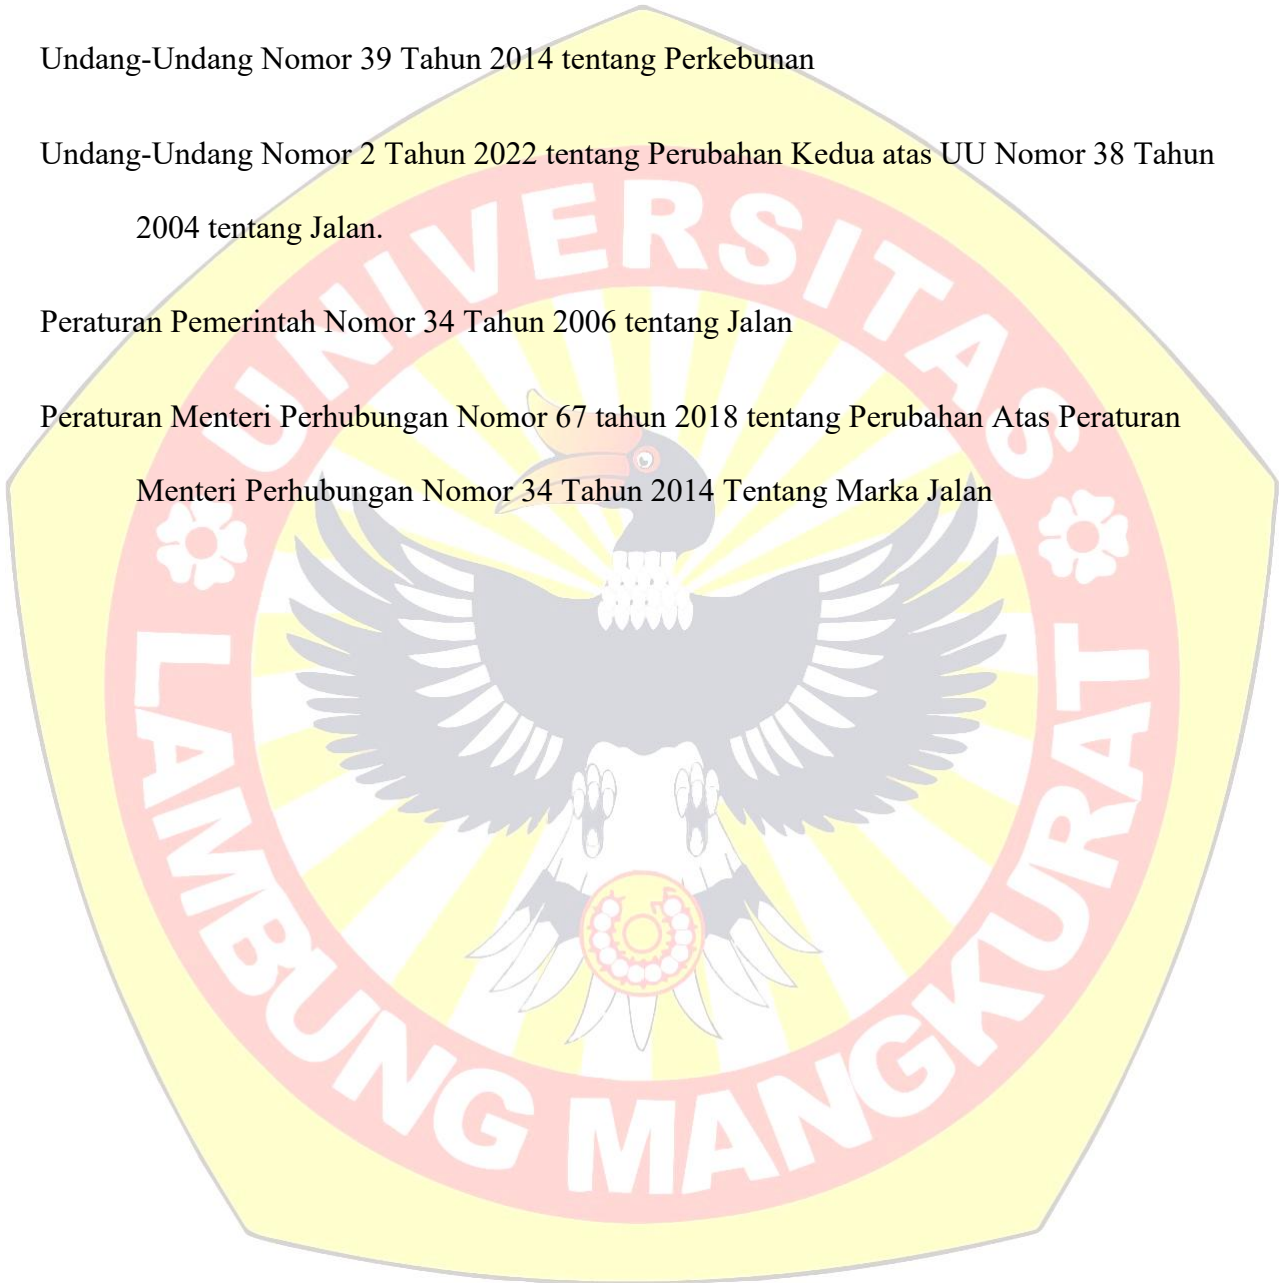 Undang-Undang Nomor 39 Tahun 2014 tentang Perkebunan
Undang-Undang Nomor 2 Tahun 2022 tentang Perubahan Kedua atas UU Nomor 38 Tahun
2004 tentang Jalan.
Peraturan Pemerintah Nomor 34 Tahun 2006 tentang Jalan
Peraturan Menteri Perhubungan Nomor 67 tahun 2018 tentang Perubahan Atas Peraturan
Menteri Perhubungan Nomor 34 Tahun 2014 Tentang Marka Jalan
UNIVERSITAS
LAMBUNG MANGKURAT